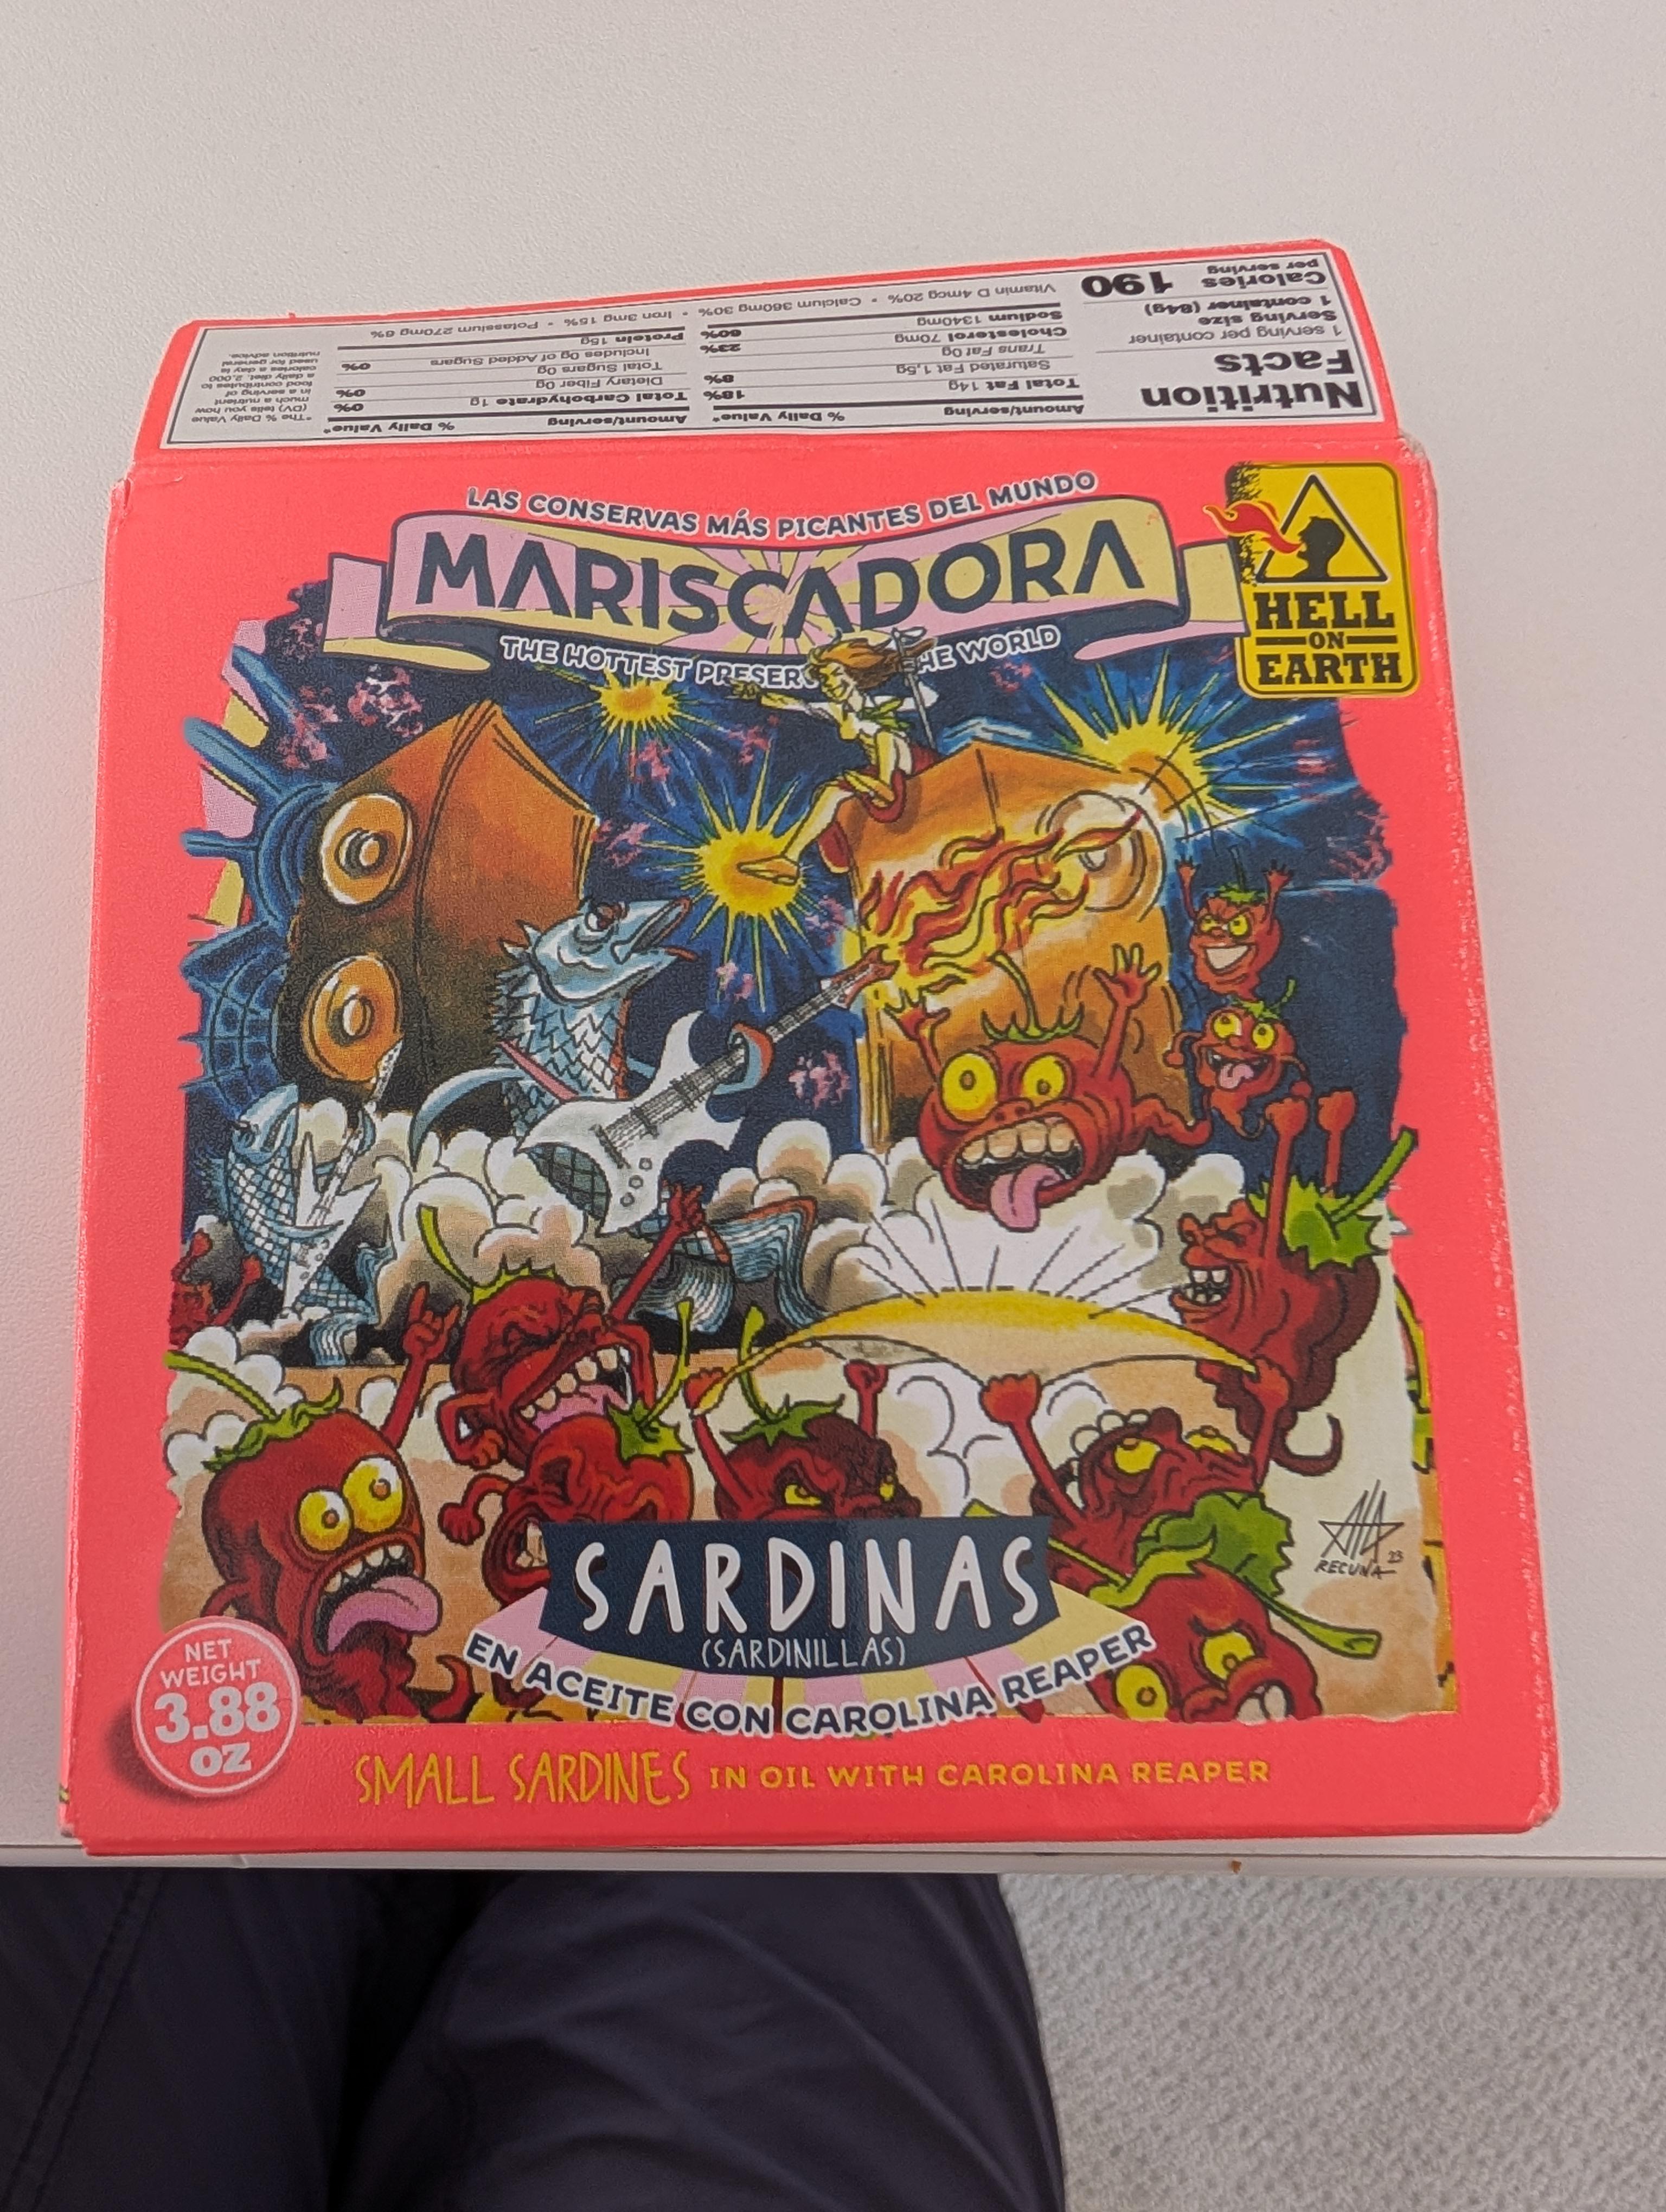 Nutrition
Facts
1 serving per container
Serving size
1 container (84g)
Calories
per serving
190
Amount/serving % Daily Value*
Total Fat 14g 18%
Saturated Fat 1,5g 8%
Trans Fat 0g
Cholesterol 70mg 23%
Sodium 1340mg 60%
Amount/serving % Daily Value*
Total Carbohydrate 1g 0%
Dietary Fiber 0g 0%
Total Sugars 0g
Includes 0g of Added Sugars 0%
Protein 15g
Vitamin D 4mcg 20% • Calcium 360mg 30% • Iron 3mg 15% • Potassium 270mg 6%
*The % Daily Value
(DV) tells you how
much a nutrient
in a serving of
food contributes to
a daily diet. 2,000
calories a day is
used for general
nutrition advice.
LAS CONSERVAS MÁS PICANTES DEL MUNDO
MARISCADORA
THE HOTTEST PRESER HE WORLD
HELL
ON
EARTH
RECUNA 23
SARDINAS
(SARDINILLAS)
EN ACEITE CON CAROLINA REAPER
NET
WEIGHT
3.88
OZ
SMALL SARDINES IN OIL WITH CAROLINA REAPER